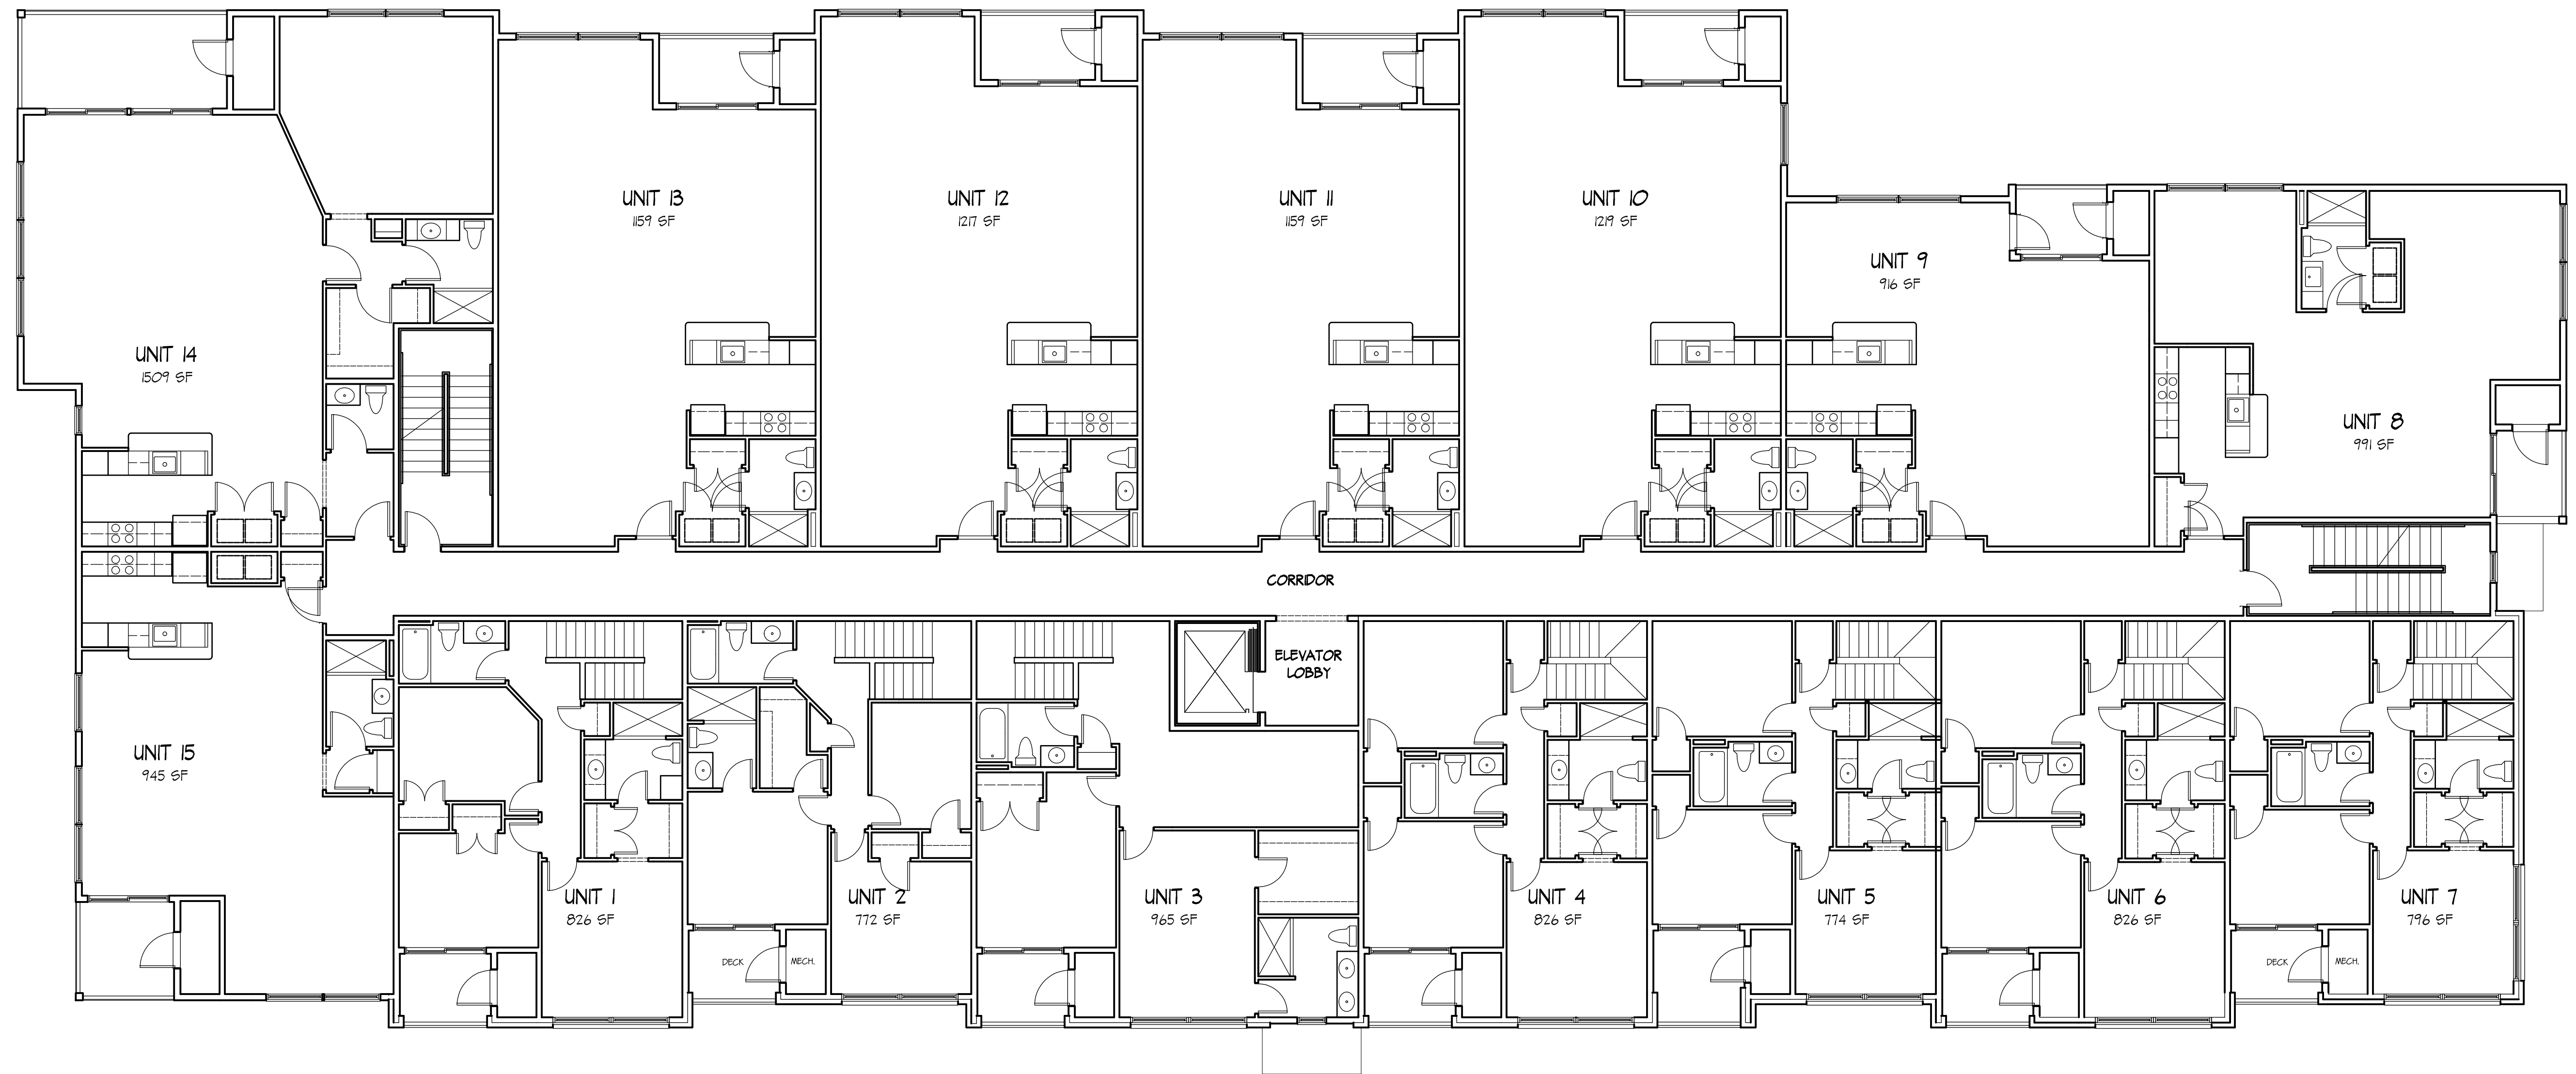 UNIT 13
1159 SF
UNIT 12
1217 SF
UNIT 11
1159 SF
UNIT 10
1219 SF
UNIT 9
916 SF
UNIT 14
1509 SF
UNIT 8
991 SF
CORRIDOR
ELEVATOR
LOBBY
UNIT 15
945 SF
UNIT 1
826 SF
UNIT 2
772 SF
UNIT 3
965 SF
UNIT 4
826 SF
UNIT 5
774 SF
UNIT 6
826 SF
UNIT 7
796 SF
DECK
MECH.
DECK
MECH.